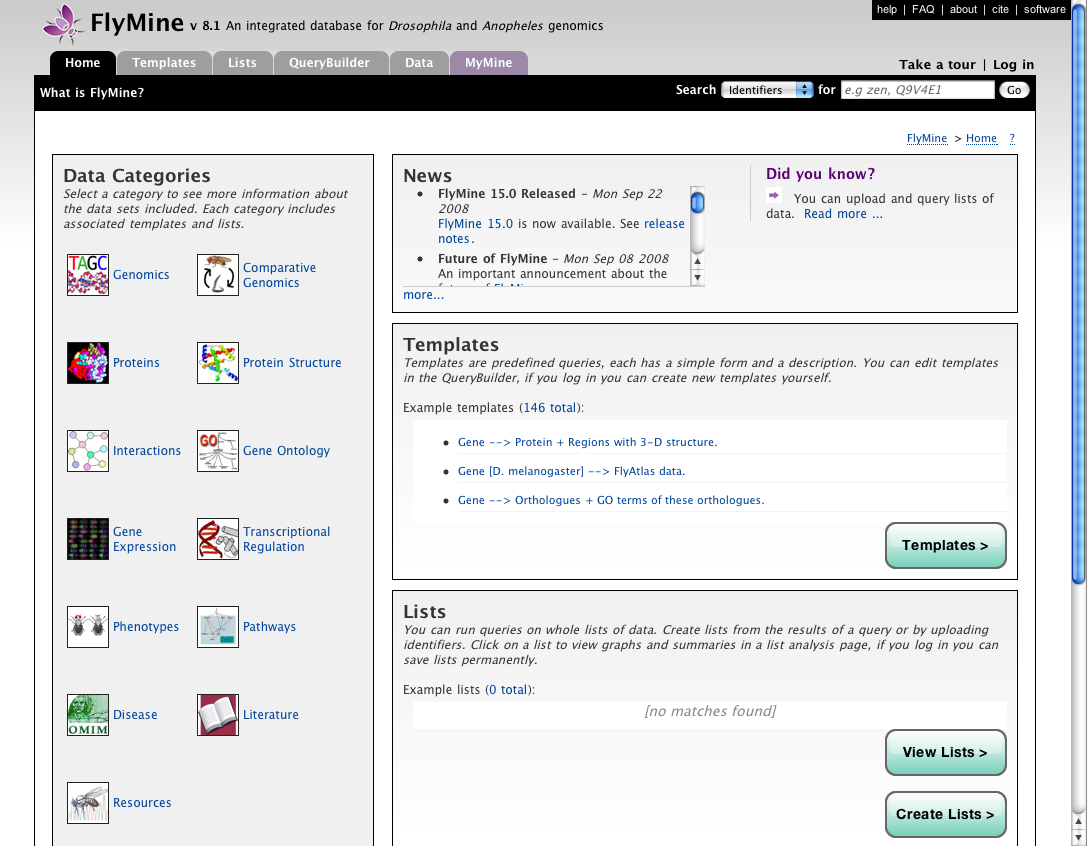 help | FAQ | about | cite | software
FlyMine v 8.1 An integrated database for Drosophila and Anopheles genomics
Home Templates Lists QueryBuilder Data MyMine
Take a tour | Log in
What is FlyMine?
Search Identifiers for e.g zen, Q9V4E1 Go
FlyMine > Home ?
Data Categories
Select a category to see more information about
the data sets included. Each category includes
associated templates and lists.
TAGC
Genomics
Comparative
Genomics
Proteins
Protein Structure
Interactions
GO
Gene Ontology
Gene
Expression
Transcriptional
Regulation
Phenotypes
Pathways
OMIM
Disease
Literature
Resources
News
• FlyMine 15.0 Released - Mon Sep 22
2008
FlyMine 15.0 is now available. See release
notes.
• Future of FlyMine - Mon Sep 08 2008
An important announcement about the
future of FlyMine
more...
Did you know?
You can upload and query lists of
data. Read more ...
Templates
Templates are predefined queries, each has a simple form and a description. You can edit templates
in the QueryBuilder, if you log in you can create new templates yourself.
Example templates (146 total):
• Gene --> Protein + Regions with 3-D structure.
• Gene [D. melanogaster] --> FlyAtlas data.
• Gene --> Orthologues + GO terms of these orthologues.
Templates >
Lists
You can run queries on whole lists of data. Create lists from the results of a query or by uploading
identifiers. Click on a list to view graphs and summaries in a list analysis page, if you log in you can
save lists permanently.
Example lists (0 total):
[no matches found]
View Lists >
Create Lists >